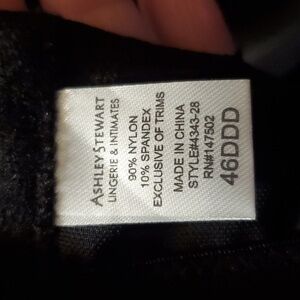 ASHLEY STEWART
LINGERIE & INTIMATES
90% NYLON
10% SPANDEX
EXCLUSIVE OF TRIMS
MADE IN CHINA
STYLE#4343-28
RN#147502
46DDD